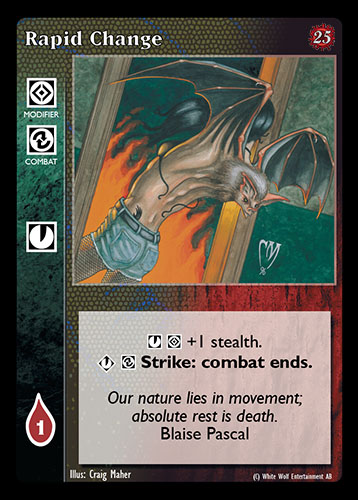 Rapid Change
25
MODIFIER
COMBAT
+1 stealth.
Strike: combat ends.
Our nature lies in movement;
absolute rest is death.
Blaise Pascal
1
Illus: Craig Maher
(C) White Wolf Entertainment AB